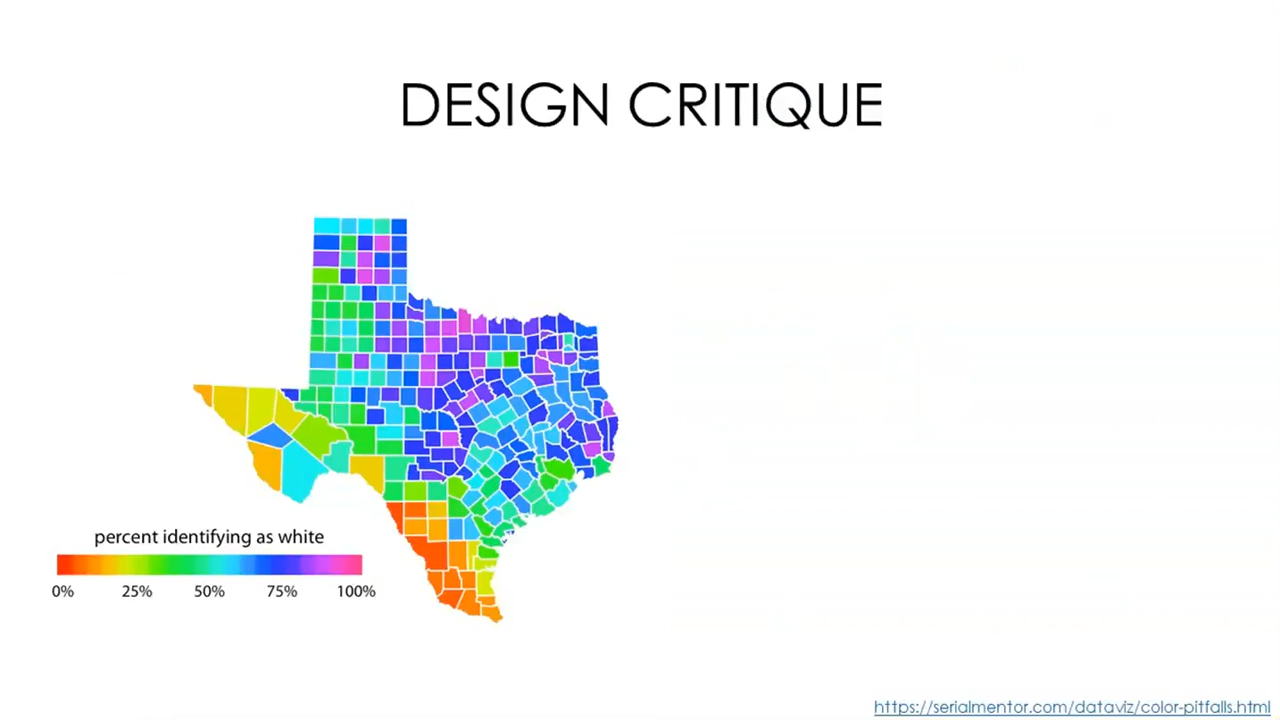 DESIGN CRITIQUE
percent identifying as white
0% 25% 50% 75% 100%
https://serialmentor.com/dataviz/color-pitfalls.html